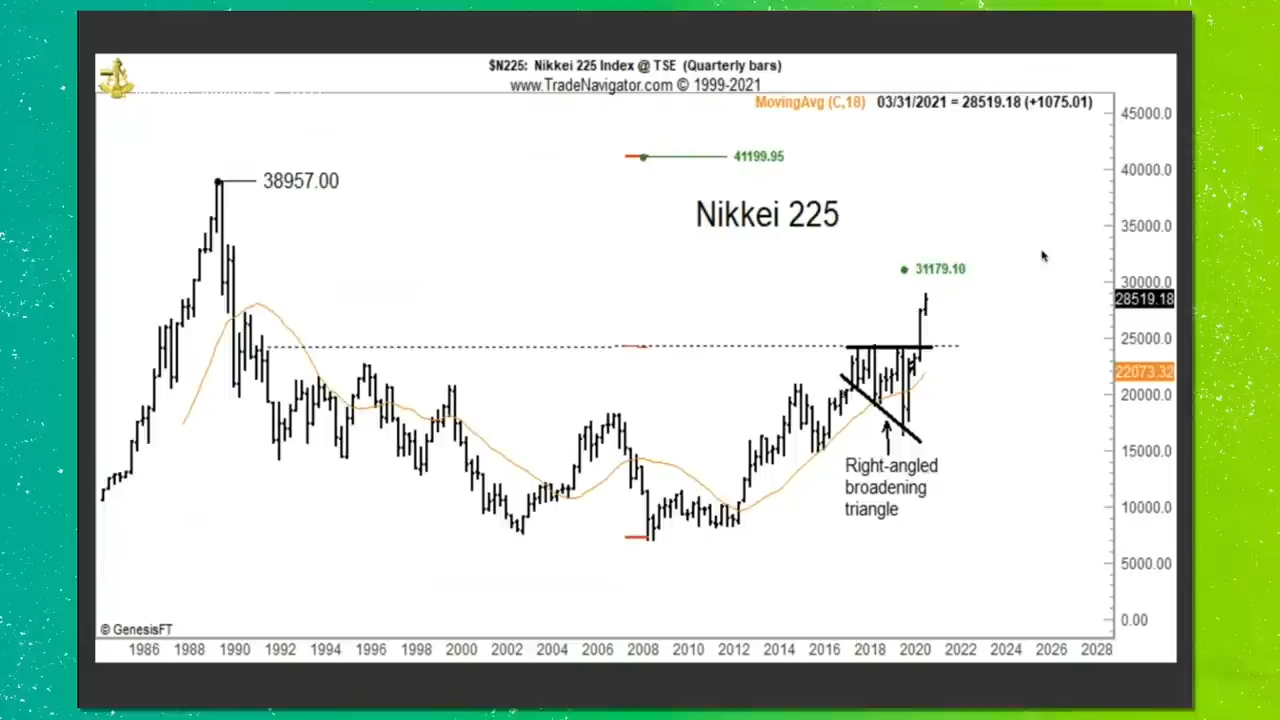 $N225: Nikkei 225 Index @ TSE (Quarterly bars)
www.TradeNavigator.com © 1999-2021
MovingAvg (C,18) 03/31/2021 = 28519.18 (+1075.01)
45000.0
41199.95
40000.0
38957.00
Nikkei 225
35000.0
31179.10
30000.0
28519.18
25000.0
22073.32
20000.0
15000.0
Right-angled
broadening
triangle
10000.0
5000.00
0.00
© GenesisFT
1986 1988 1990 1992 1994 1996 1998 2000 2002 2004 2006 2008 2010 2012 2014 2016 2018 2020 2022 2024 2026 2028